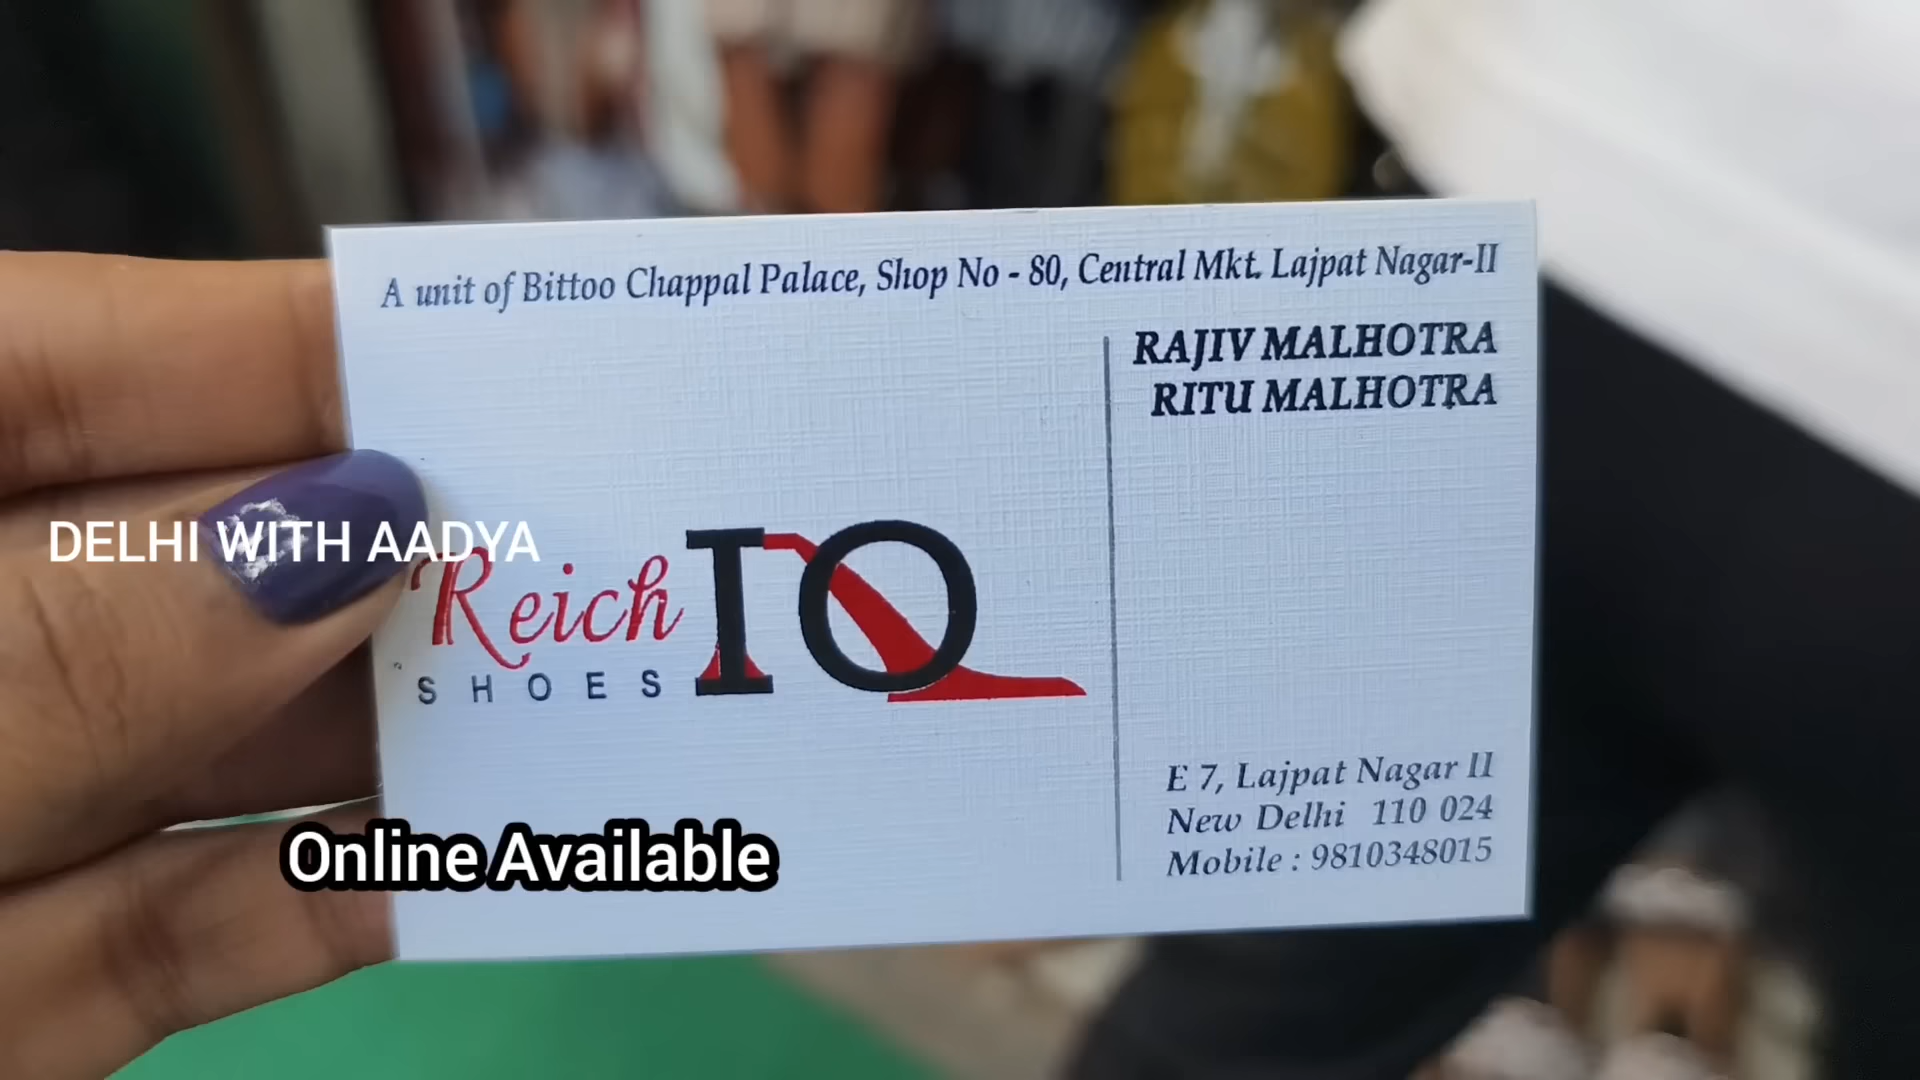 A unit of Bittoo Chappal Palace, Shop No - 80, Central Mkt. Lajpat Nagar-II
RAJIV MALHOTRA
RITU MALHOTRA
DELHI WITH AADYA
Reich IQ
SHOES
E 7, Lajpat Nagar II
New Delhi 110 024
Mobile : 9810348015
Online Available